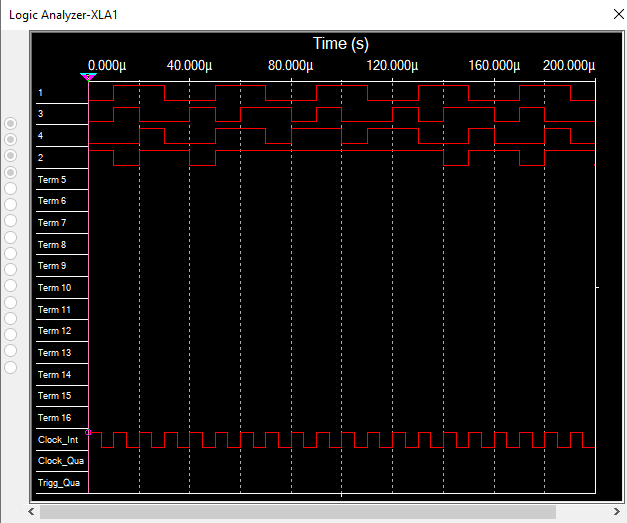 Logic Analyzer-XLA1
Time (s)
0.000µ 40.000µ 80.000µ 120.000µ 160.000µ 200.000µ
1
3
4
2
Term 5
Term 6
Term 7
Term 8
Term 9
Term 10
Term 11
Term 12
Term 13
Term 14
Term 15
Term 16
Clock_Int
Clock_Qua
Trigg_Qua